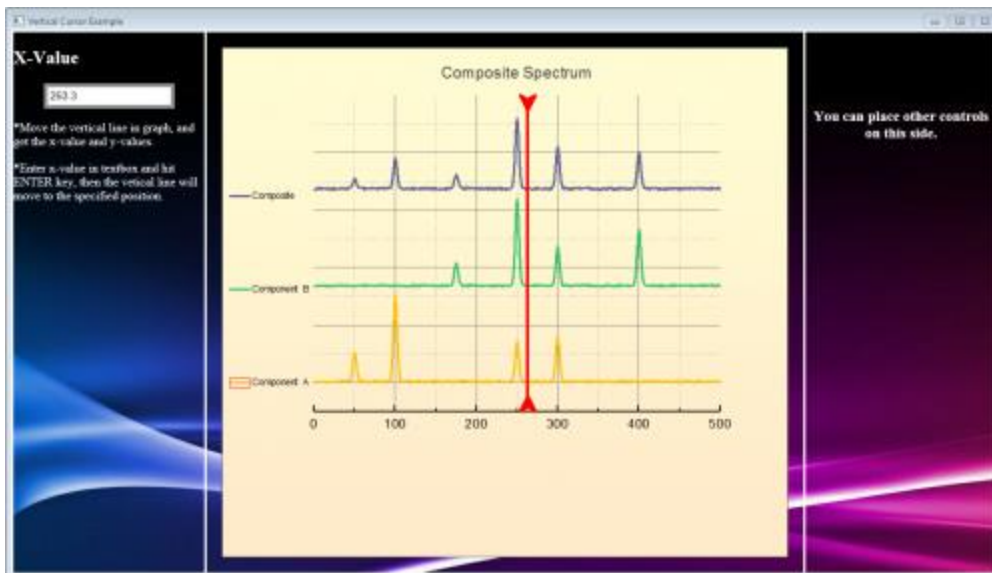 Vertical Cursor Example
X-Value
263.3
*Move the vertical line in graph, and
get the x-value and y-values.
*Enter x-value in textbox and hit
ENTER key, then the vetical line will
move to the specified position.
Composite Spectrum
Composite
Component B
Component A
0 100 200 300 400 500
You can place other controls
on this side.